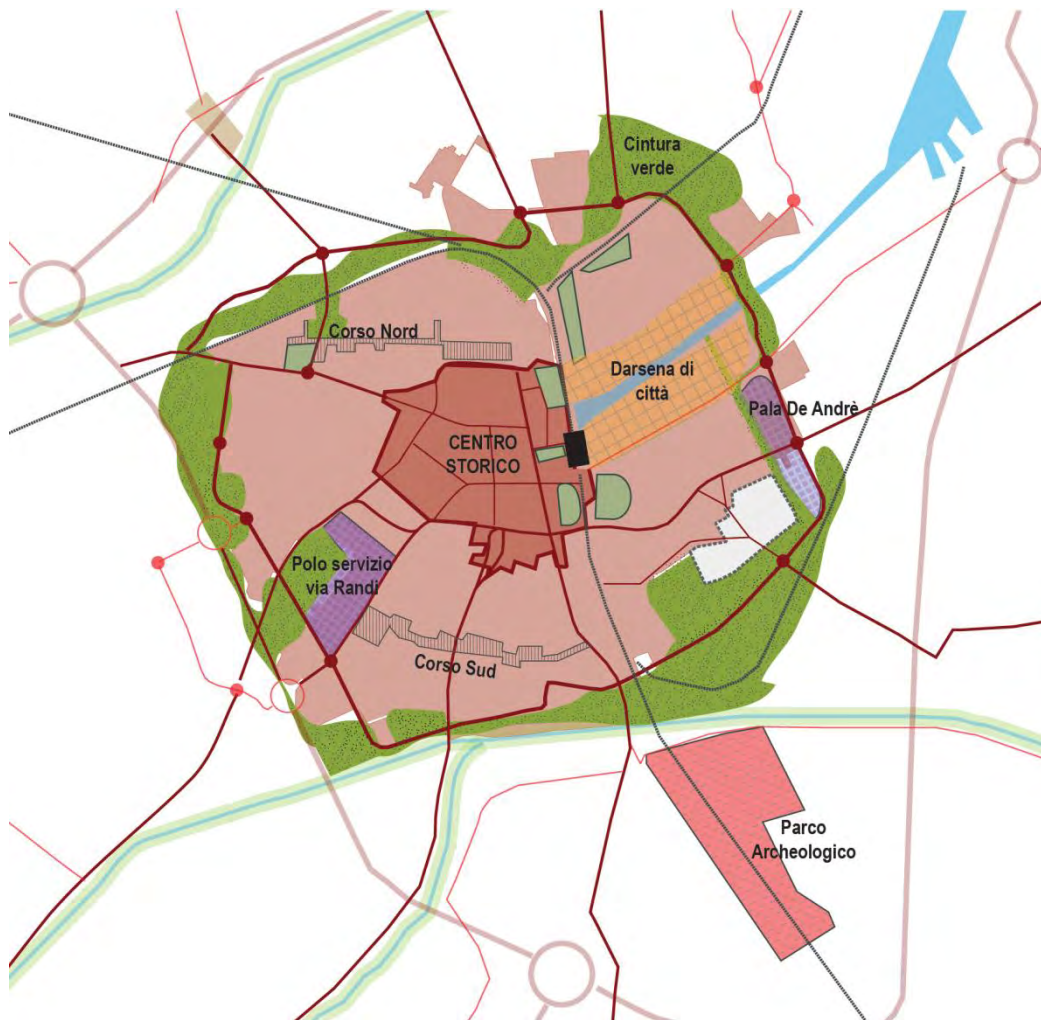 Cintura
verde
Corso Nord
Darsena di
città
Pala De Andrè
CENTRO
STORICO
Polo servizio
via Randi
Corso Sud
Parco
Archeologico